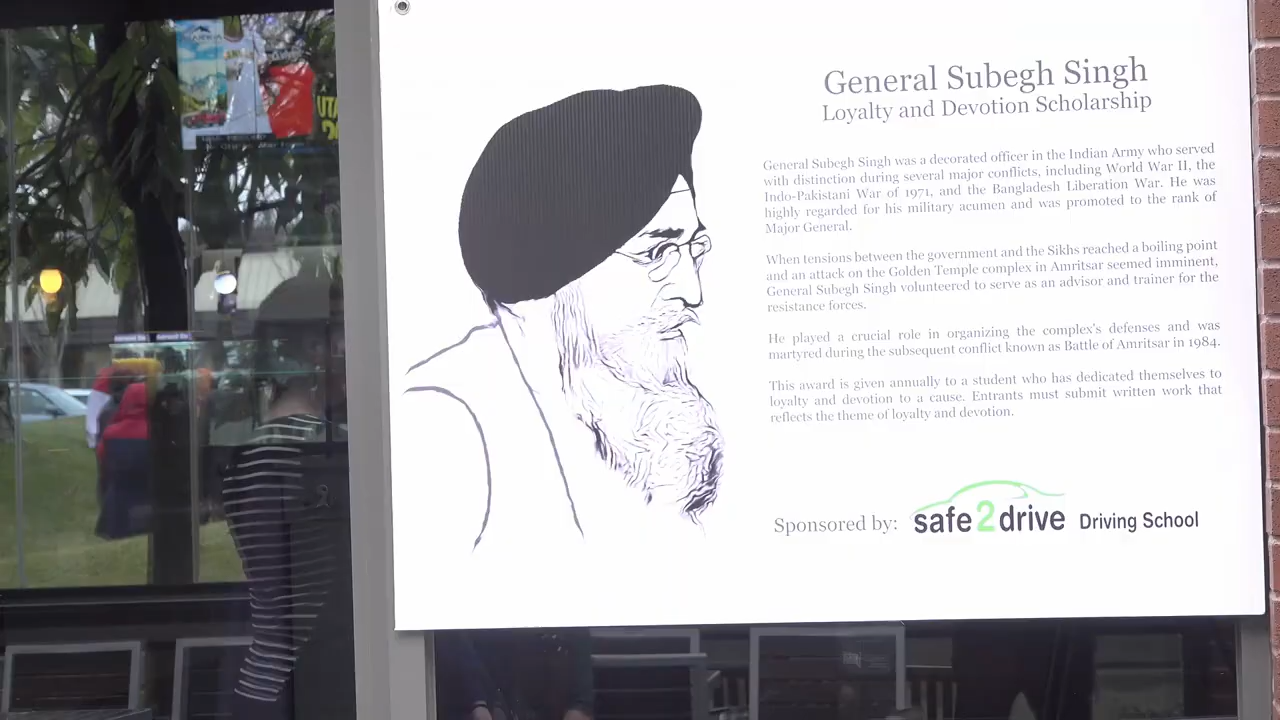 General Subegh Singh
Loyalty and Devotion Scholarship
General Subegh Singh was a decorated officer in the Indian Army who served
with distinction during several major conflicts, including World War II, the
Indo-Pakistani War of 1971, and the Bangladesh Liberation War. He was
highly regarded for his military acumen and was promoted to the rank of
Major General.
When tensions between the government and the Sikhs reached a boiling point
and an attack on the Golden Temple complex in Amritsar seemed imminent,
General Subegh Singh volunteered to serve as an advisor and trainer for the
resistance forces.
He played a crucial role in organizing the complex's defenses and was
martyred during the subsequent conflict known as Battle of Amritsar in 1984.
This award is given annually to a student who has dedicated themselves to
loyalty and devotion to a cause. Entrants must submit written work that
reflects the theme of loyalty and devotion.
Sponsored by: safe2drive Driving School